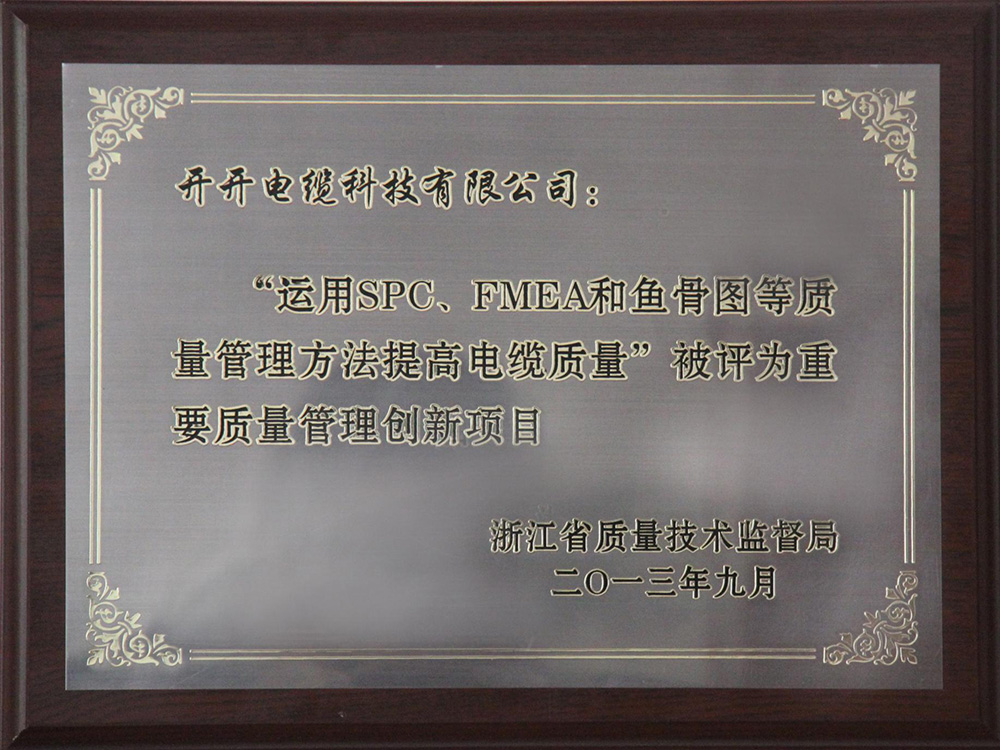 开开电缆科技有限公司：
“运用SPC、FMEA和鱼骨图等质
量管理方法提高电缆质量”被评为重
要质量管理创新项目
浙江省质量技术监督局
二〇一三年九月